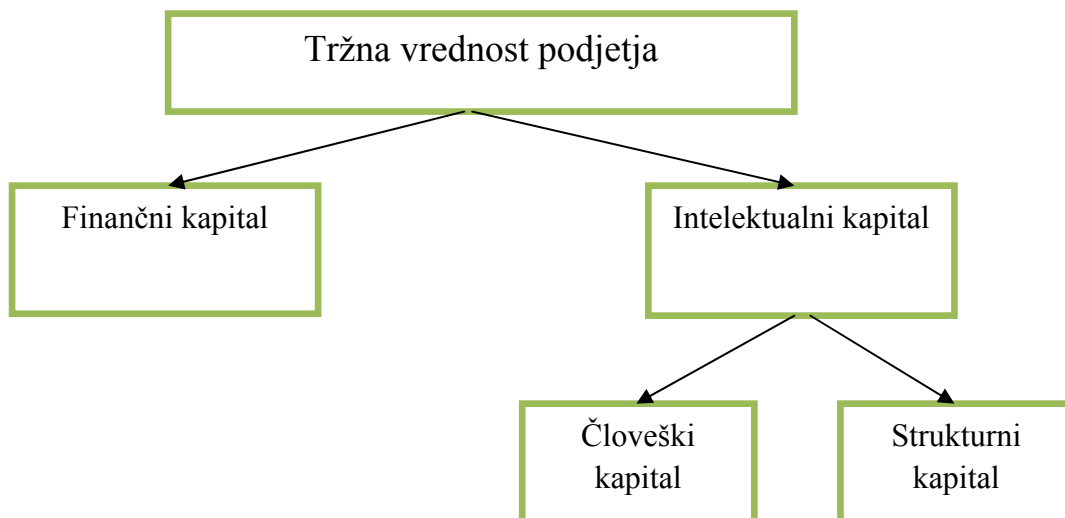 Tržna vrednost podjetja
Finančni kapital
Intelektualni kapital
Človeški
kapital
Strukturni
kapital